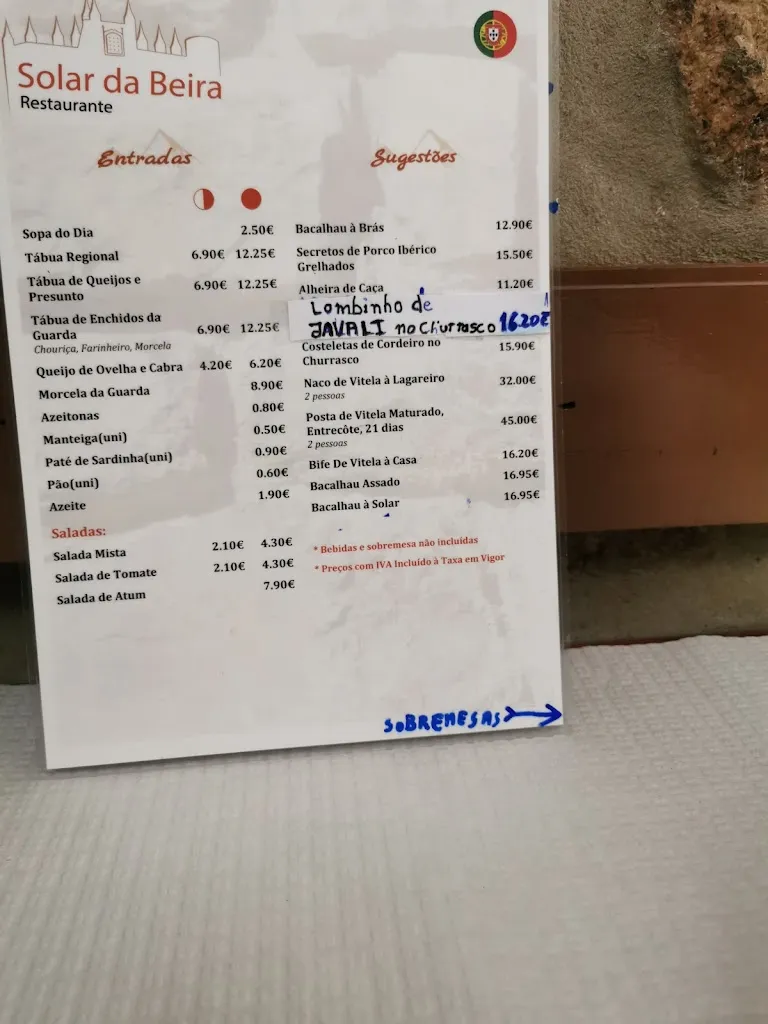 Solar da Beira
Restaurante
Entradas
Sopa do Dia 2.50€
Tábua Regional 6.90€ 12.25€
Tábua de Queijos e 6.90€ 12.25€
Presunto
Tábua de Enchidos da
Guarda 6.90€ 12.25€
Chouriça, Farinheiro, Morcela
Queijo de Ovelha e Cabra 4.20€ 6.20€
Morcela da Guarda 8.90€
Azeitonas 0.80€
Manteiga(uni) 0.50€
Paté de Sardinha(uni) 0.90€
Pão(uni) 0.60€
Azeite 1.90€
Saladas:
Salada Mista 2.10€ 4.30€
Salada de Tomate 2.10€ 4.30€
Salada de Atum 7.90€
Sugestões
Bacalhau à Brás 12.90€
Secretos de Porco Ibérico 15.50€
Grelhados
Alheira de Caça 11.20€
Lombinho de
JAVALI no Churrasco 16.20€
Costeletas de Cordeiro no 15.90€
Churrasco
Naco de Vitela à Lagareiro 32.00€
2 pessoas
Posta de Vitela Maturado, 45.00€
Entrecôte, 21 dias
2 pessoas
Bife De Vitela à Casa 16.20€
Bacalhau Assado 16.95€
Bacalhau à Solar 16.95€
* Bebidas e sobremesa não incluídas
* Preços com IVA Incluído à Taxa em Vigor
SOBREMESAS